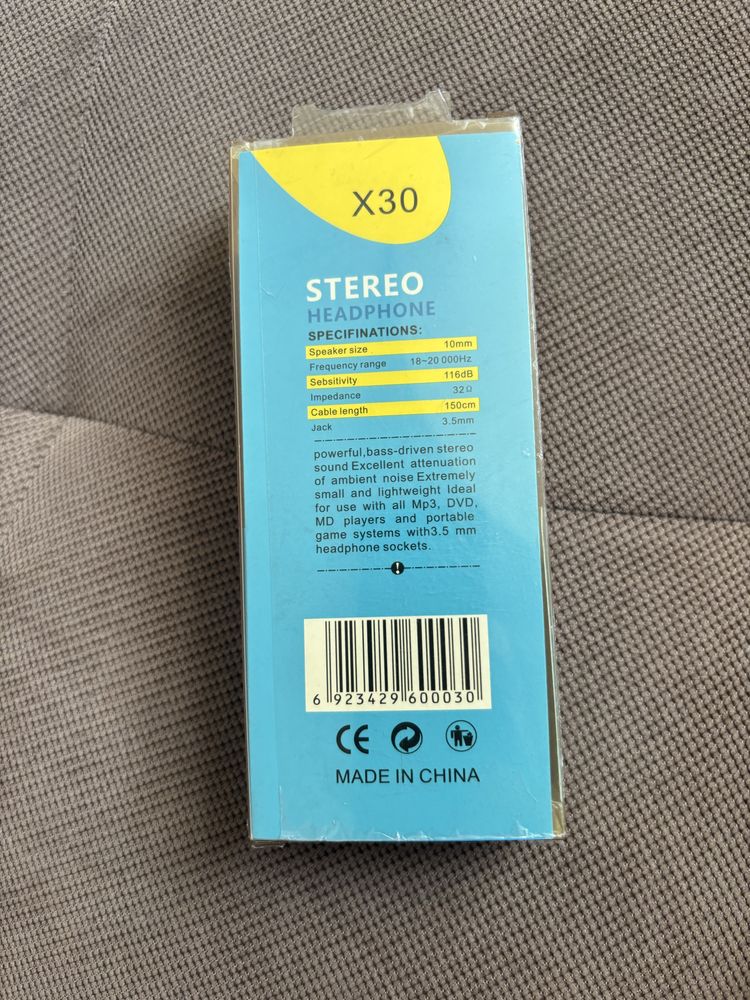 X30
STEREO
HEADPHONE
SPECIFINATIONS:
Speaker size 10mm
Frequency range 18~20 000Hz
Sebsitivity 116dB
Impedance 32Ω
Cable length 150cm
Jack 3.5mm
powerful,bass-driven stereo
sound Excellent attenuation
of ambient noise Extremely
small and lightweight Ideal
for use with all Mp3, DVD,
MD players and portable
game systems with3.5 mm
headphone sockets.
6 923429 600030
CE
MADE IN CHINA